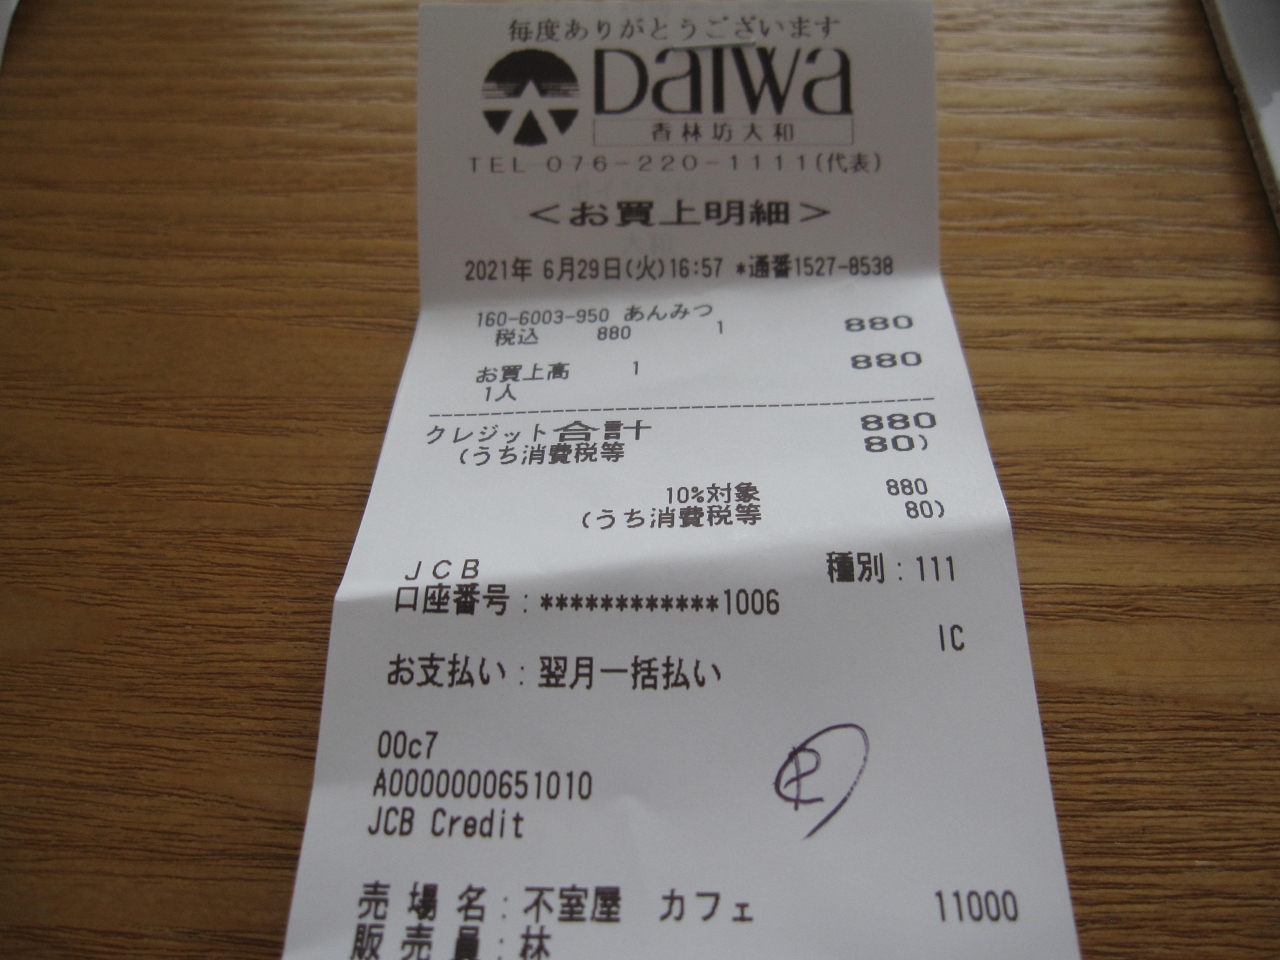 毎度ありがとうございます
Daiwa
香林坊大和
TEL 076-220-1111(代表)
<お買上明細>
2021年 6月29日(火)16:57 *通番1527-8538
160-6003-950 あんみつ
税込 880 1 880
お買上高 1 880
1人
クレジット合計 880
(うち消費税等 80)
10%対象 880
(うち消費税等 80)
JCB 種別:111
口座番号:************1006
IC
お支払い:翌月一括払い
00c7
A0000000651010
JCB Credit
売場名:不室屋 カフェ 11000
販売員:林